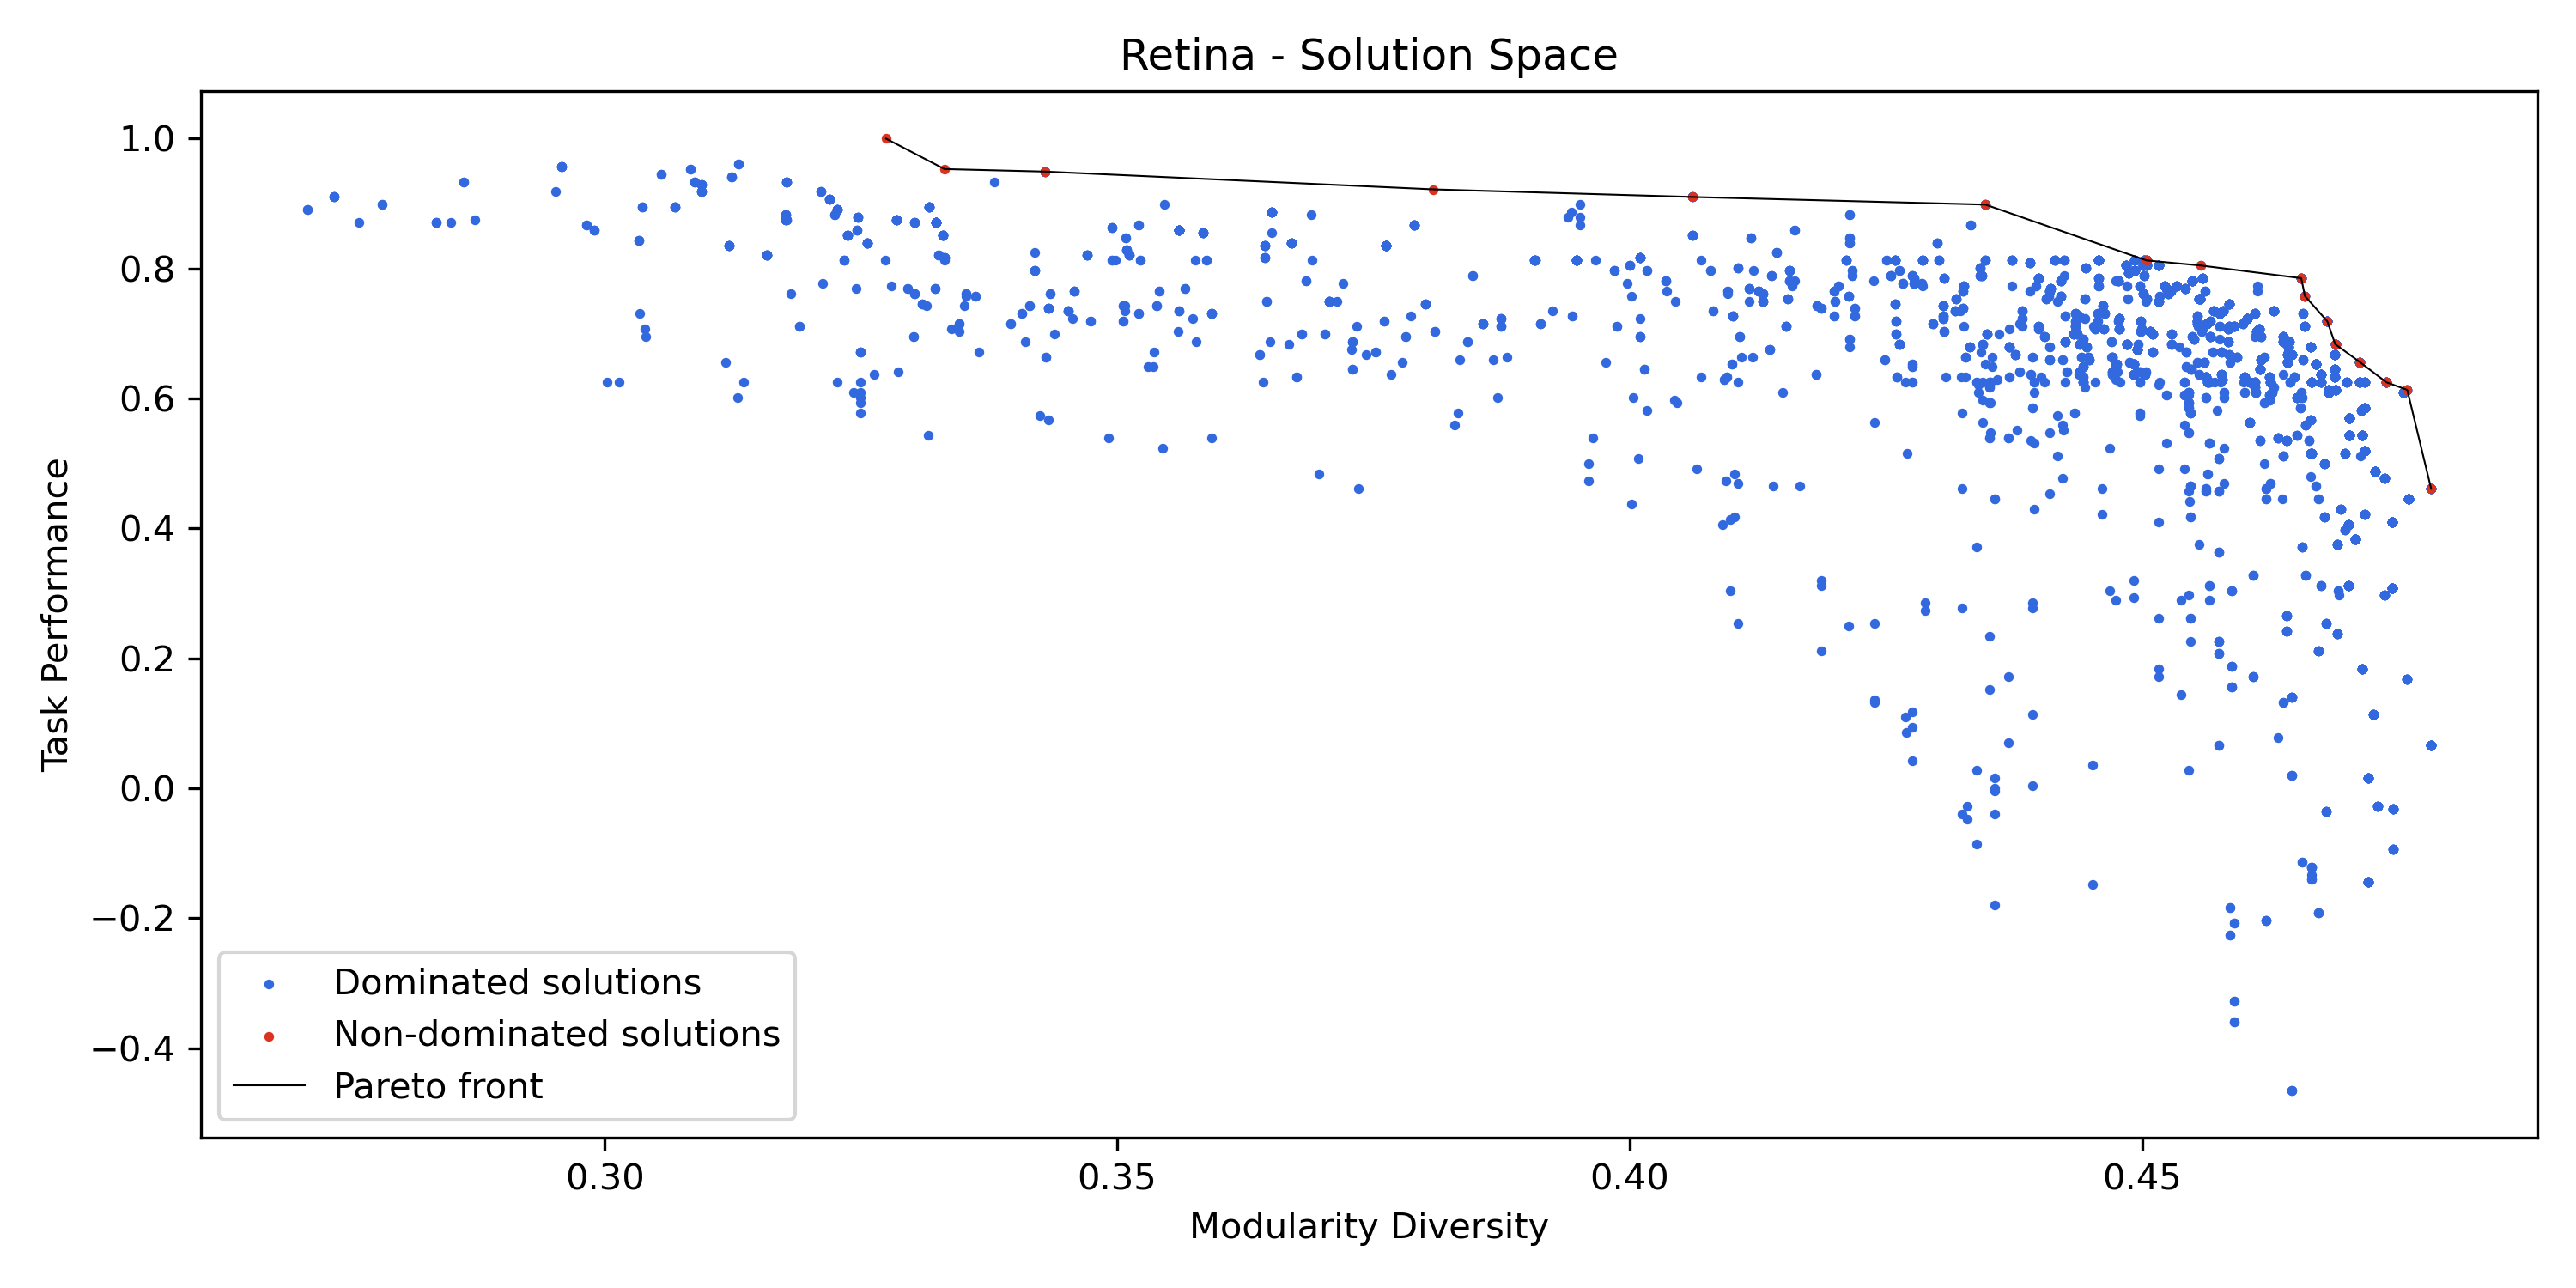 Retina - Solution Space
Task Performance
1.0
0.8
0.6
0.4
0.2
0.0
−0.2
−0.4
Dominated solutions
Non-dominated solutions
Pareto front
0.30 0.35 0.40 0.45
Modularity Diversity